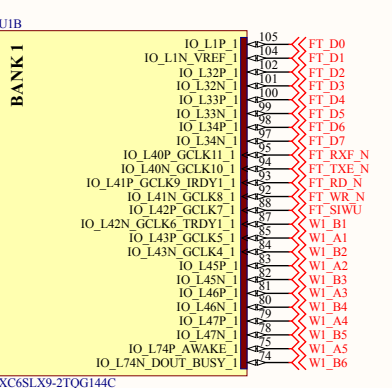 U1B
BANK 1
IO_L1P_1 105 FT_D0
IO_L1N_VREF_1 104 FT_D1
IO_L32P_1 102 FT_D2
IO_L32N_1 101 FT_D3
IO_L33P_1 100 FT_D4
IO_L33N_1 99 FT_D5
IO_L34P_1 98 FT_D6
IO_L34N_1 97 FT_D7
IO_L40P_GCLK11_1 95 FT_RXF_N
IO_L40N_GCLK10_1 94 FT_TXE_N
IO_L41P_GCLK9_IRDY1_1 93 FT_RD_N
IO_L41N_GCLK8_1 92 FT_WR_N
IO_L42P_GCLK7_1 88 FT_SIWU
IO_L42N_GCLK6_TRDY1_1 87 W1_B1
IO_L43P_GCLK5_1 85 W1_A1
IO_L43N_GCLK4_1 84 W1_B2
IO_L45P_1 83 W1_A2
IO_L45N_1 82 W1_B3
IO_L46P_1 81 W1_A3
IO_L46N_1 80 W1_B4
IO_L47P_1 79 W1_A4
IO_L47N_1 78 W1_B5
IO_L74P_AWAKE_1 75 W1_A5
IO_L74N_DOUT_BUSY_1 74 W1_B6
XC6SLX9-2TQG144C